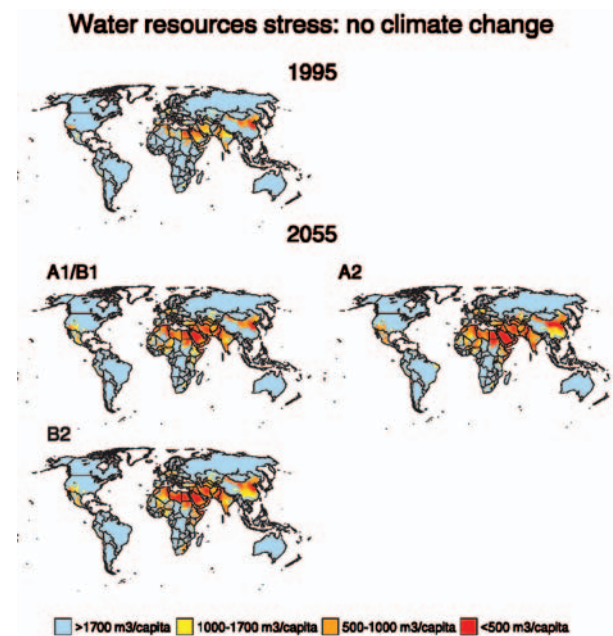 Water resources stress: no climate change
1995
2055
A1/B1
A2
B2
>1700 m3/capita
1000-1700 m3/capita
500-1000 m3/capita
<500 m3/capita